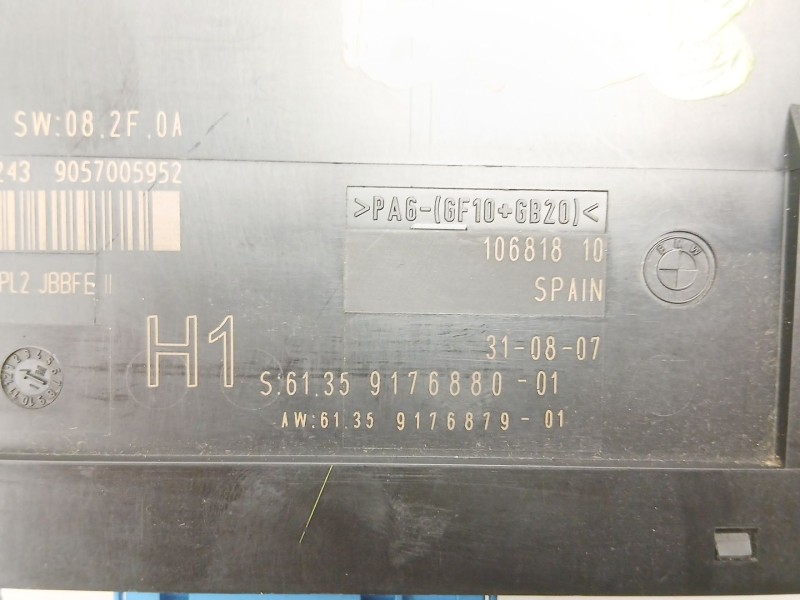 SW:08.2F.0A
243 9057005952
PL2 JBBFE II
>PA6-(GF10+GB20)<
106818 10
SPAIN
BMW
H1
31-08-07
S:61.35 9176880-01
AW:61.35 9176879-01